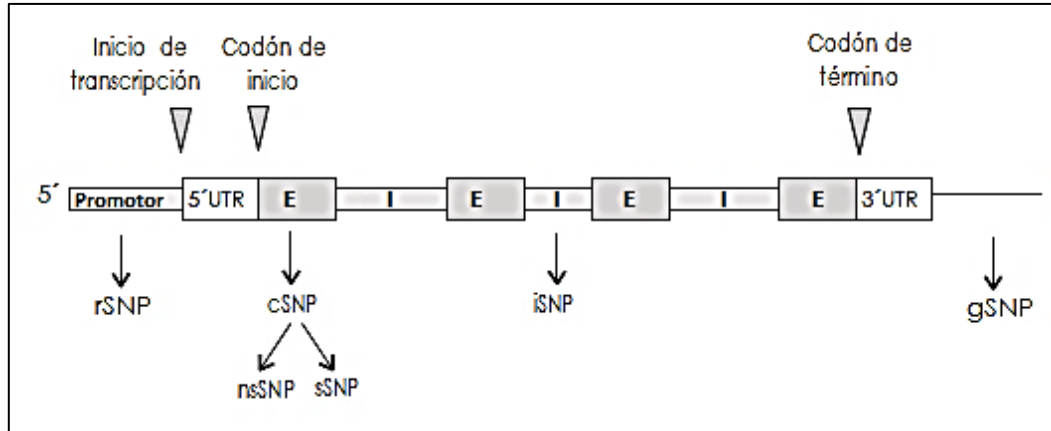 Inicio de
transcripción
Codón de
inicio
Codón de
término
5´ Promotor 5´UTR E I E I E I E 3´UTR
rSNP cSNP iSNP gSNP
nsSNP sSNP